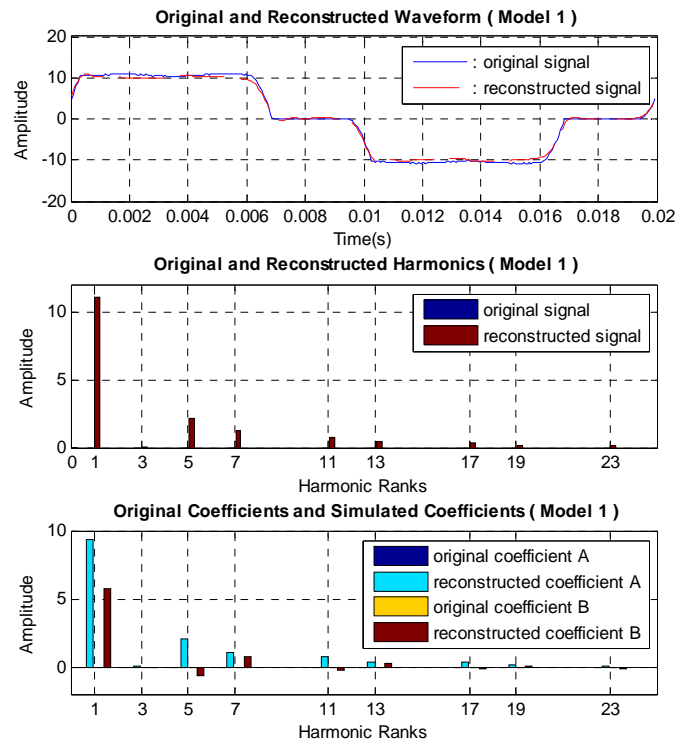 Original and Reconstructed Waveform ( Model 1 )
20
10
0
-10
-20
Amplitude
: original signal
: reconstructed signal
0 0.002 0.004 0.006 0.008 0.01 0.012 0.014 0.016 0.018 0.02
Time(s)
Original and Reconstructed Harmonics ( Model 1 )
10
5
0
Amplitude
original signal
reconstructed signal
0 1 3 5 7 11 13 17 19 23
Harmonic Ranks
Original Coefficients and Simulated Coefficients ( Model 1 )
10
5
0
Amplitude
original coefficient A
reconstructed coefficient A
original coefficient B
reconstructed coefficient B
1 3 5 7 11 13 17 19 23
Harmonic Ranks